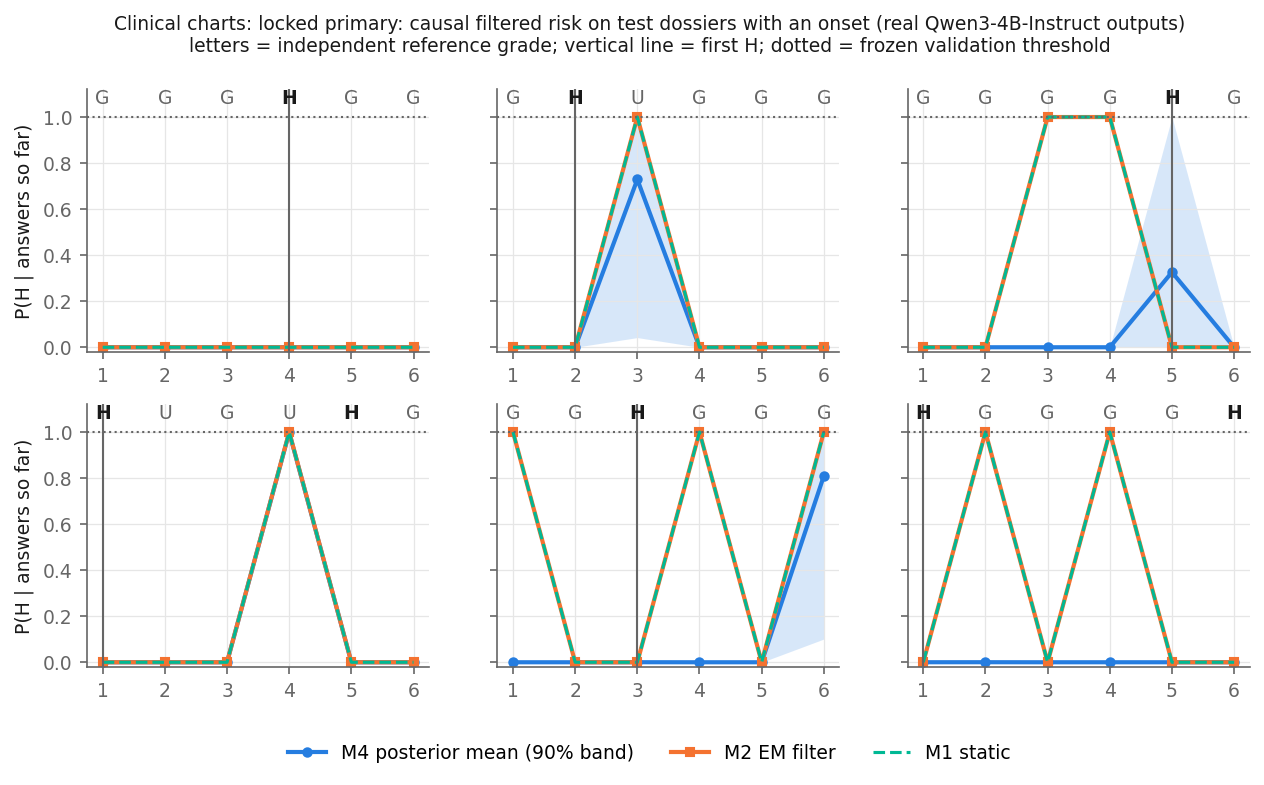 Clinical charts: locked primary: causal filtered risk on test dossiers with an onset (real Qwen3-4B-Instruct outputs)
letters = independent reference grade; vertical line = first H; dotted = frozen validation threshold
G G G H G G
G H U G G G
G G G G H G
P(H | answers so far)
1.0
0.8
0.6
0.4
0.2
0.0
1 2 3 4 5 6
1 2 3 4 5 6
1 2 3 4 5 6
H U G U H G
G G H G G G
H G G G G H
P(H | answers so far)
1.0
0.8
0.6
0.4
0.2
0.0
1 2 3 4 5 6
1 2 3 4 5 6
1 2 3 4 5 6
M4 posterior mean (90% band)
M2 EM filter
M1 static